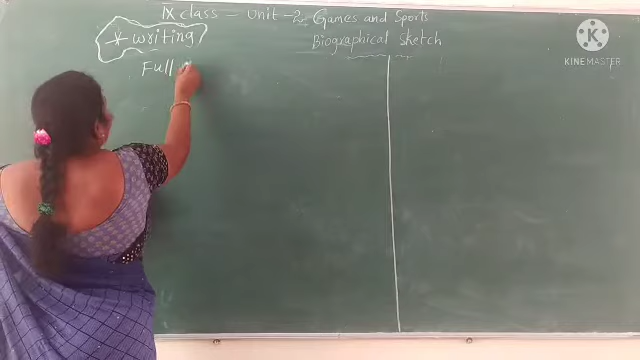 IX class - Unit-2 Games and Sports
* writing
Biographical Sketch
Full
K
KINEMASTER